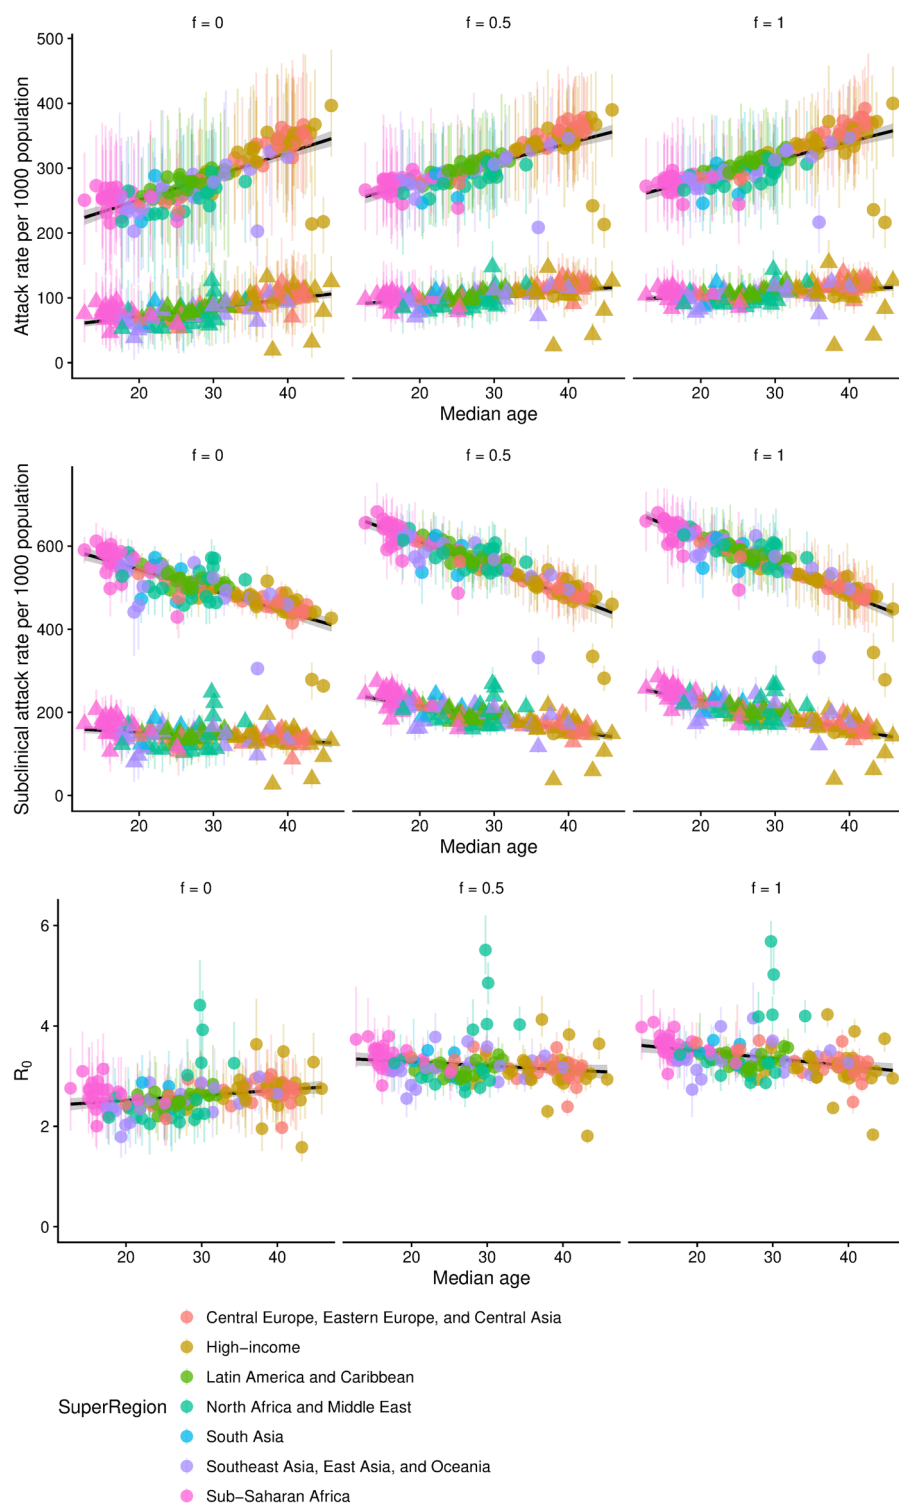 f = 0 f = 0.5 f = 1
500
400
300
200
100
0
Attack rate per 1000 population
20 30 40 20 30 40 20 30 40
Median age
f = 0 f = 0.5 f = 1
600
400
200
0
Subclinical attack rate per 1000 population
20 30 40 20 30 40 20 30 40
Median age
f = 0 f = 0.5 f = 1
6
4
2
0
R0
20 30 40 20 30 40 20 30 40
Median age
SuperRegion
Central Europe, Eastern Europe, and Central Asia
High−income
Latin America and Caribbean
North Africa and Middle East
South Asia
Southeast Asia, East Asia, and Oceania
Sub−Saharan Africa